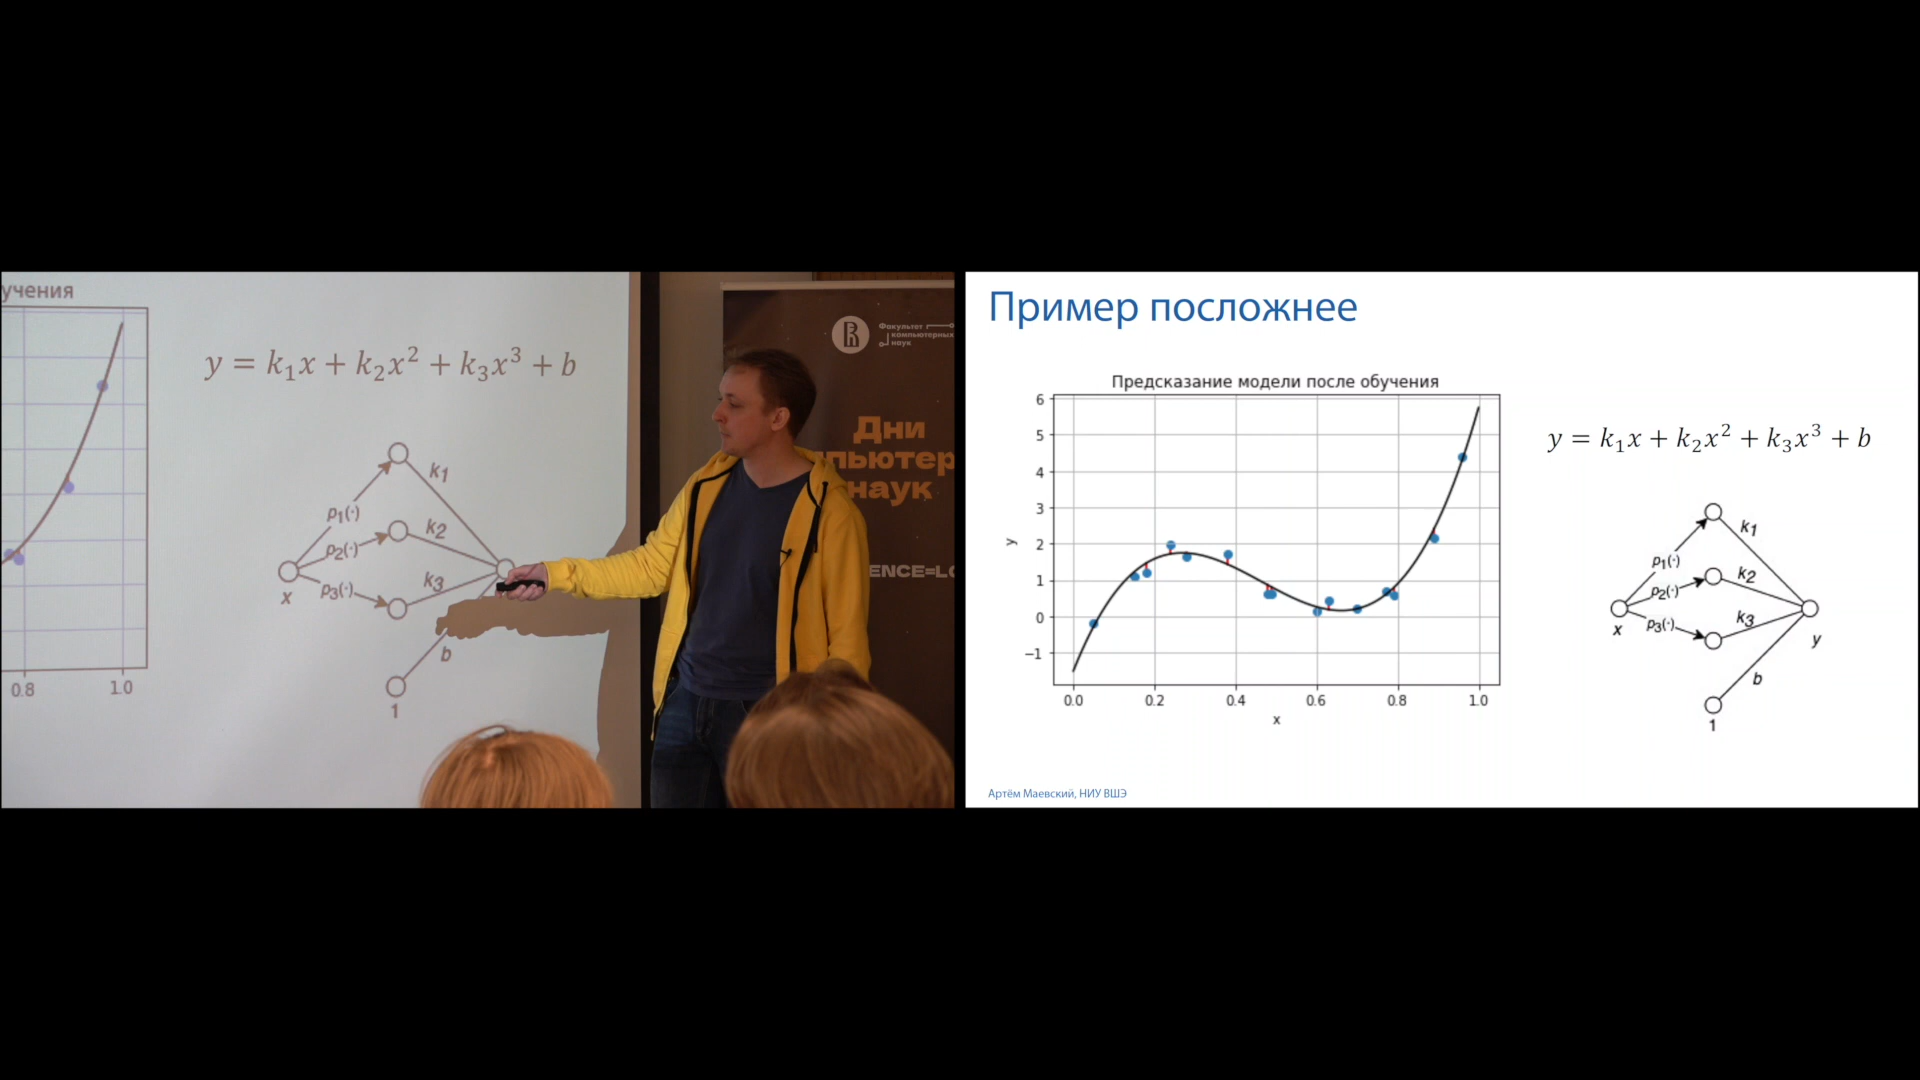 учения
0.8
1.0
y = k₁x + k₂x² + k₃x³ + b
p₁(·)
k₁
p₂(·)
k₂
p₃(·)
k₃
x
b
1
Факультет
компьютерных
наук
Дни
пьютер
наук
ENCE=LO
Пример посложнее
Предсказание модели после обучения
6
5
4
3
2
1
0
−1
y
0.0
0.2
0.4
0.6
0.8
1.0
x
y = k₁x + k₂x² + k₃x³ + b
p₁(·)
k₁
p₂(·)
k₂
p₃(·)
k₃
x
y
b
1
Артём Маевский, НИУ ВШЭ